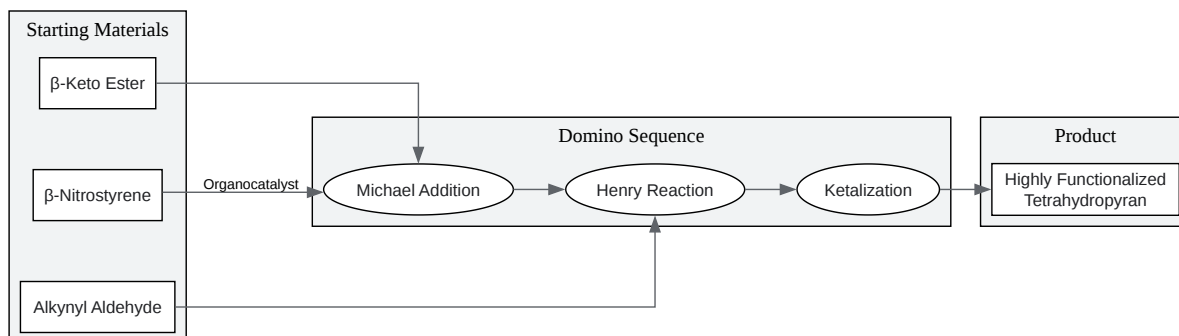 Starting Materials
β-Keto Ester
β-Nitrostyrene
Alkynyl Aldehyde
Organocatalyst
Domino Sequence
Michael Addition
Henry Reaction
Ketalization
Product
Highly Functionalized
Tetrahydropyran